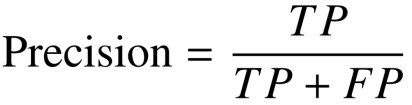 Precision = TP / (TP + FP)